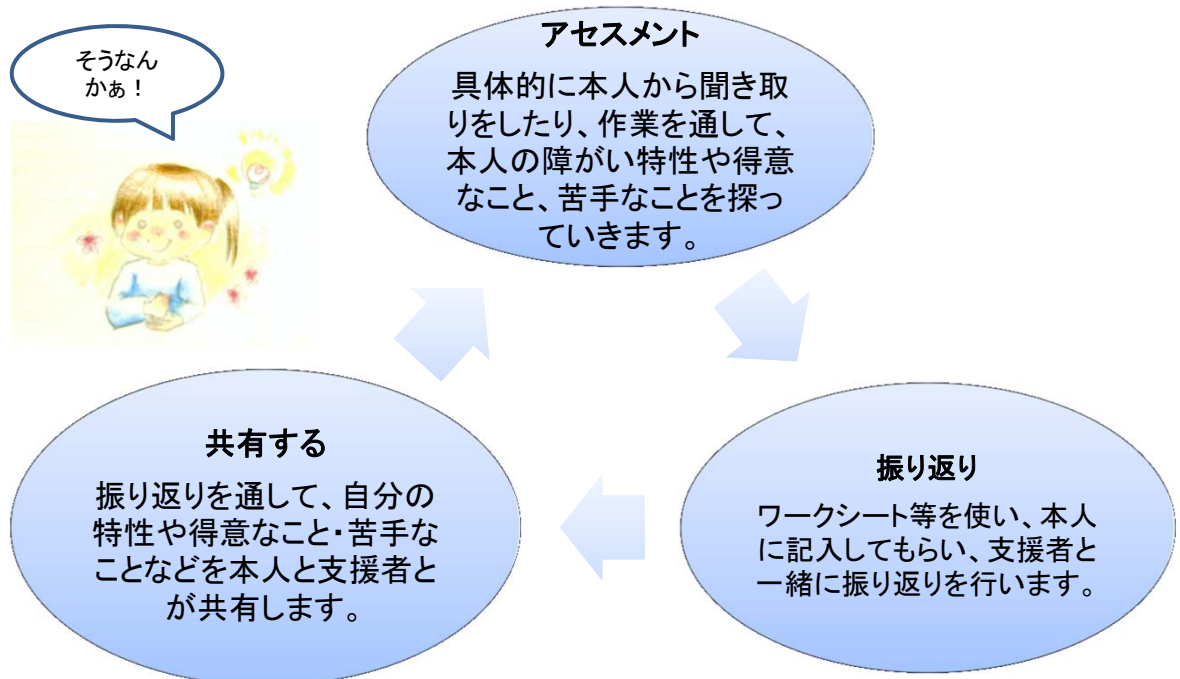 そうなん
かぁ！
アセスメント
具体的に本人から聞き取
りをしたり、作業を通して、
本人の障がい特性や得意
なこと、苦手なことを探っ
ていきます。
共有する
振り返りを通して、自分の
特性や得意なこと・苦手な
ことなどを本人と支援者と
が共有します。
振り返り
ワークシート等を使い、本人
に記入してもらい、支援者と
一緒に振り返りを行います。